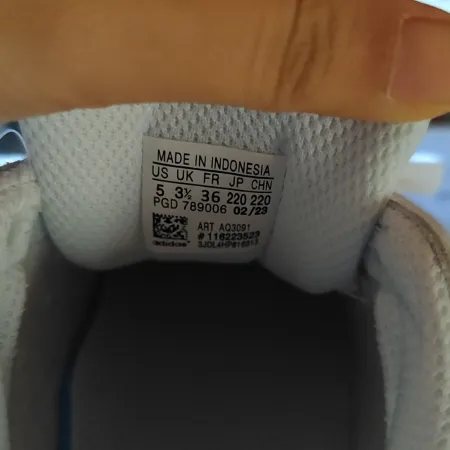 MADE IN INDONESIA
US UK FR JP CHN
5 3½ 36 220 220
PGD 789006 02/23
ART AQ3091
# 116223523
adidas